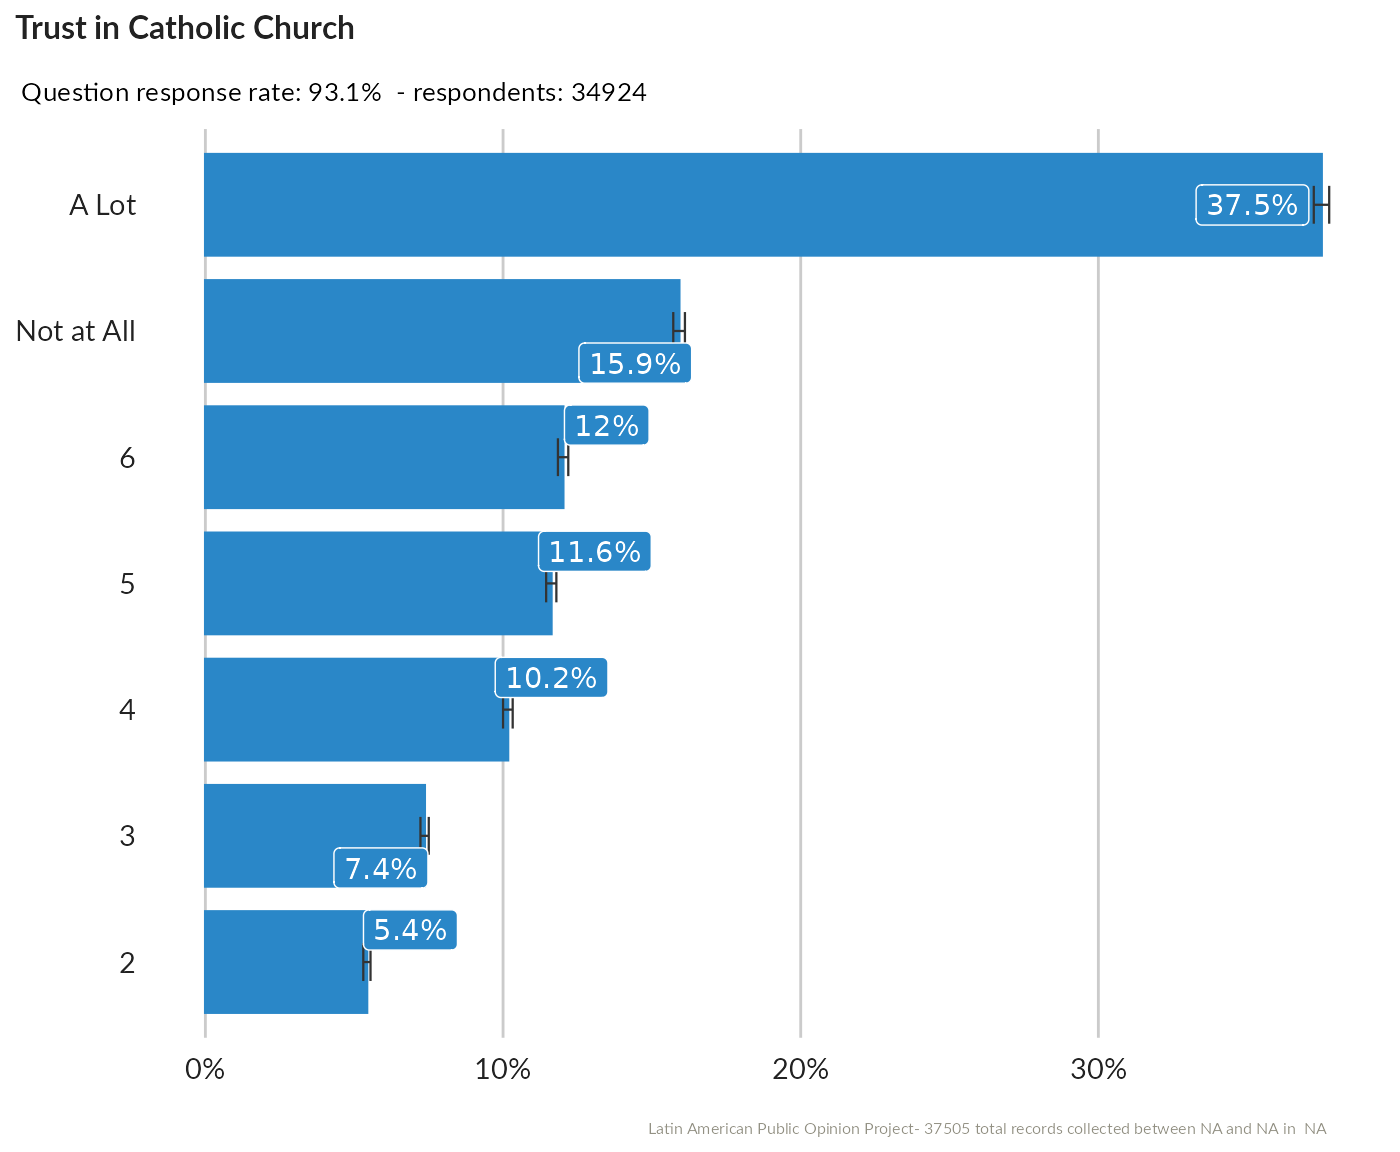 Trust in Catholic Church
Question response rate: 93.1%  - respondents: 34924
A Lot
37.5%
Not at All
15.9%
6
12%
5
11.6%
4
10.2%
3
7.4%
2
5.4%
0% 10% 20% 30%
Latin American Public Opinion Project- 37505 total records collected between NA and NA in  NA